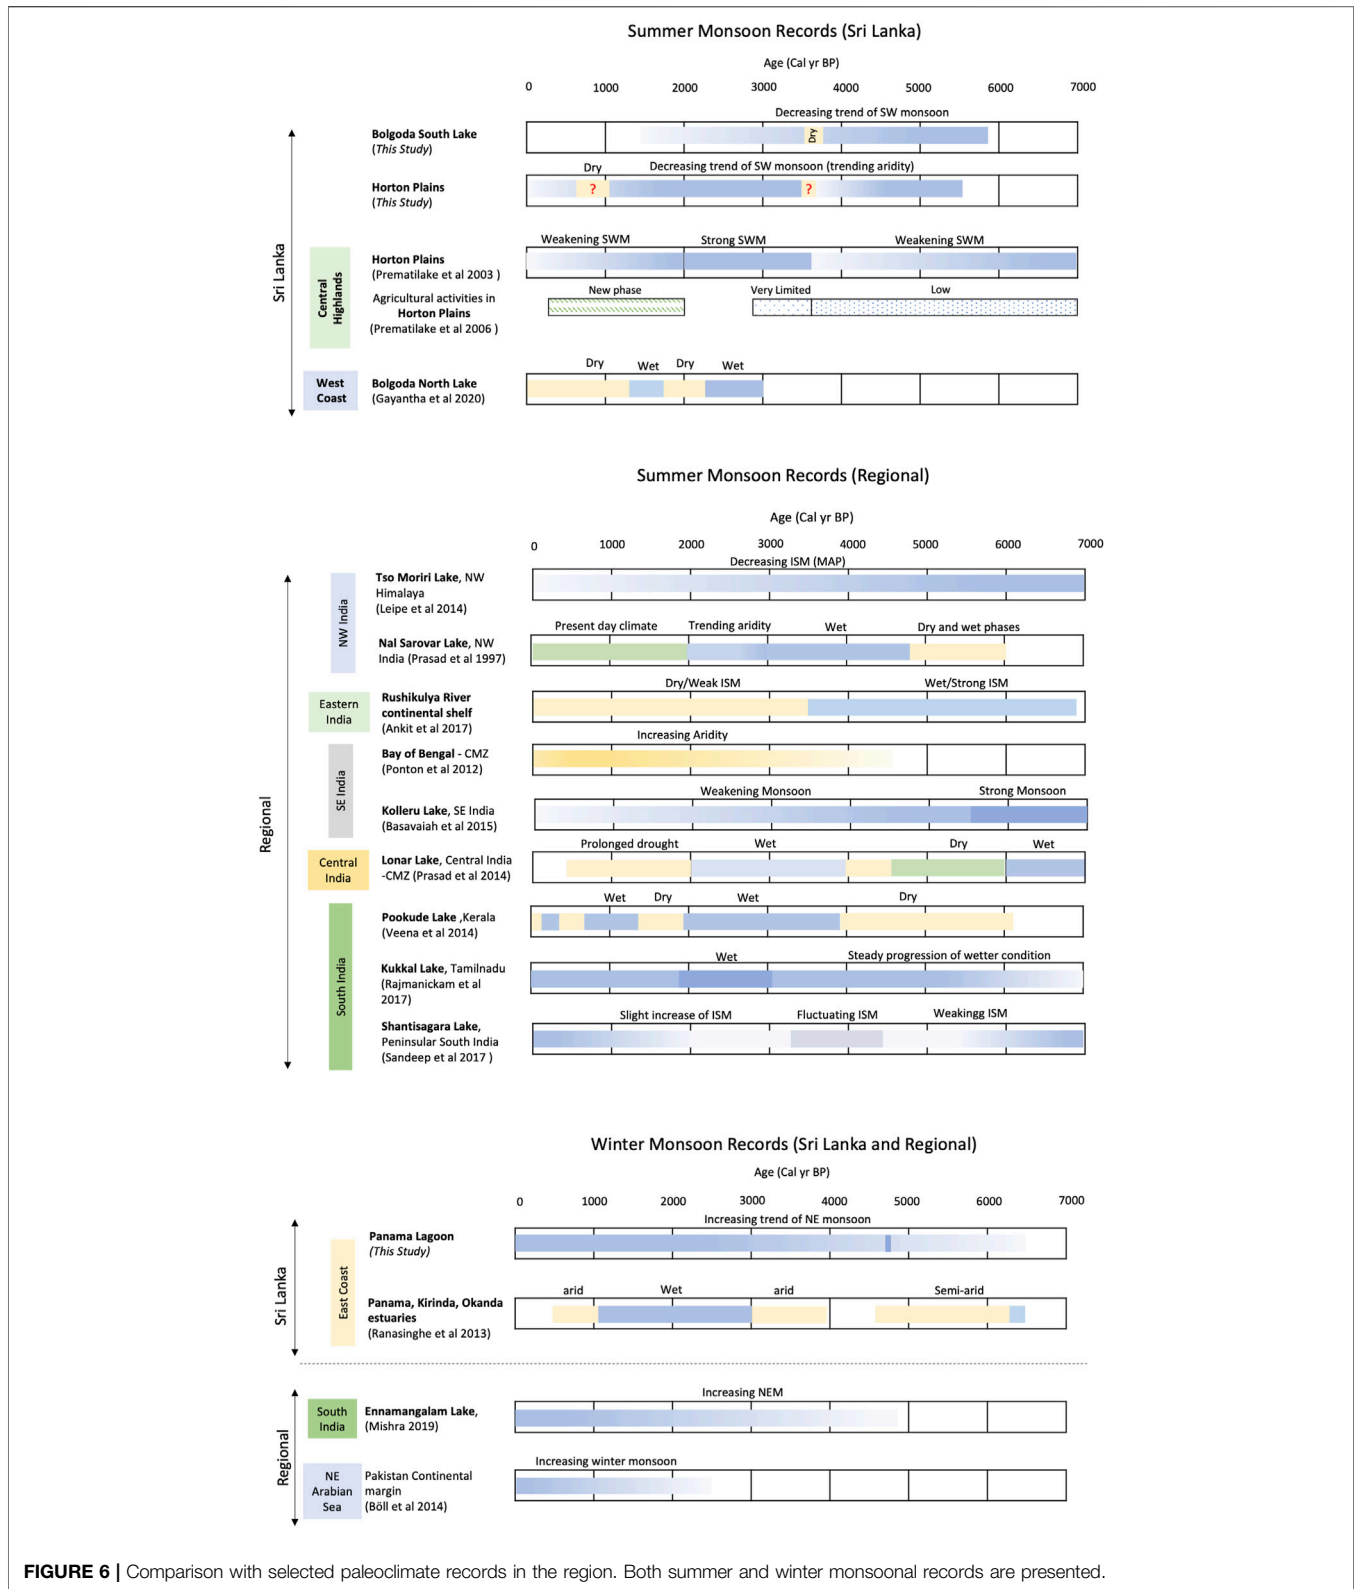 Summer Monsoon Records (Sri Lanka)
Age (Cal yr BP)
0 1000 2000 3000 4000 5000 6000 7000
Decreasing trend of SW monsoon
Sri Lanka
Bolgoda South Lake
(This Study)
Dry
Dry
Decreasing trend of SW monsoon (trending aridity)
Horton Plains
(This Study)
? ?
Central
Highlands
Weakening SWM Strong SWM Weakening SWM
Horton Plains
(Prematilake et al 2003 )
New phase Very Limited Low
Agricultural activities in
Horton Plains
(Prematilake et al 2006 )
Dry Wet Dry Wet
West
Coast
Bolgoda North Lake
(Gayantha et al 2020)
Summer Monsoon Records (Regional)
Age (Cal yr BP)
0 1000 2000 3000 4000 5000 6000 7000
Decreasing ISM (MAP)
Regional
NW India
Tso Moriri Lake, NW
Himalaya
(Leipe et al 2014)
Present day climate Trending aridity Wet Dry and wet phases
Nal Sarovar Lake, NW
India (Prasad et al 1997)
Dry/Weak ISM Wet/Strong ISM
Eastern
India
Rushikulya River
continental shelf
(Ankit et al 2017)
Increasing Aridity
SE India
Bay of Bengal - CMZ
(Ponton et al 2012)
Weakening Monsoon Strong Monsoon
Kolleru Lake, SE India
(Basavaiah et al 2015)
Prolonged drought Wet Dry Wet
Central
India
Lonar Lake, Central India
-CMZ (Prasad et al 2014)
Wet Dry Wet Dry
South India
Pookude Lake ,Kerala
(Veena et al 2014)
Wet Steady progression of wetter condition
Kukkal Lake, Tamilnadu
(Rajmanickam et al
2017)
Slight increase of ISM Fluctuating ISM Weakingg ISM
Shantisagara Lake,
Peninsular South India
(Sandeep et al 2017 )
Winter Monsoon Records (Sri Lanka and Regional)
Age (Cal yr BP)
0 1000 2000 3000 4000 5000 6000 7000
Increasing trend of NE monsoon
Sri Lanka
East Coast
Panama Lagoon
(This Study)
arid Wet arid Semi-arid
Panama, Kirinda, Okanda
estuaries
(Ranasinghe et al 2013)
Increasing NEM
Regional
South
India
Ennamangalam Lake,
(Mishra 2019)
Increasing winter monsoon
NE
Arabian
Sea
Pakistan Continental
margin
(Böll et al 2014)
FIGURE 6 | Comparison with selected paleoclimate records in the region. Both summer and winter monsoonal records are presented.